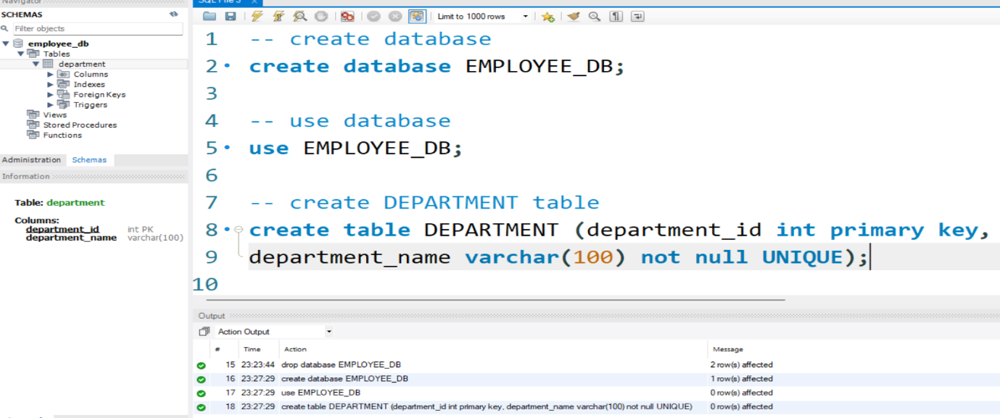 Navigator
SQL File 3 ×
SCHEMAS
Filter objects
employee_db
Tables
department
Columns
Indexes
Foreign Keys
Triggers
Views
Stored Procedures
Functions
Administration Schemas
Information
Table: department
Columns:
department_id int PK
department_name varchar(100)
Limit to 1000 rows
1 -- create database
2 create database EMPLOYEE_DB;
3
4 -- use database
5 use EMPLOYEE_DB;
6
7 -- create DEPARTMENT table
8 create table DEPARTMENT (department_id int primary key,
9 department_name varchar(100) not null UNIQUE);
10
Output
Action Output
# Time Action Message
15 23:23:44 drop database EMPLOYEE_DB 2 row(s) affected
16 23:27:29 create database EMPLOYEE_DB 1 row(s) affected
17 23:27:29 use EMPLOYEE_DB 0 row(s) affected
18 23:27:29 create table DEPARTMENT (department_id int primary key, department_name varchar(100) not null UNIQUE) 0 row(s) affected